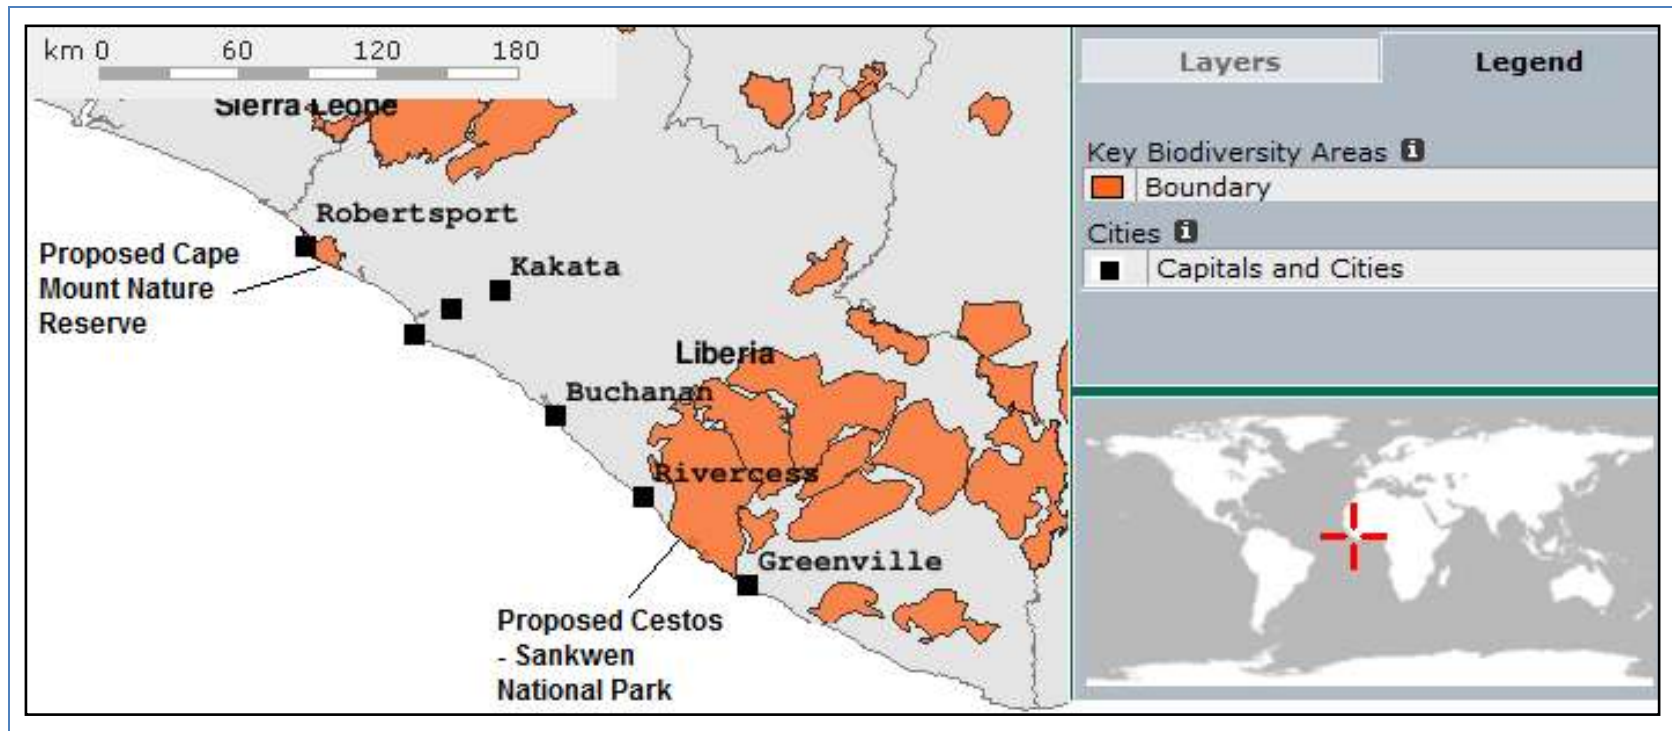 km 0 60 120 180
Sierra Leone
Robertsport
Proposed Cape
Mount Nature
Reserve
Kakata
Liberia
Buchanan
Rivercess
Greenville
Proposed Cestos
- Sankwen
National Park
Layers
Legend
Key Biodiversity Areas i
Boundary
Cities i
Capitals and Cities